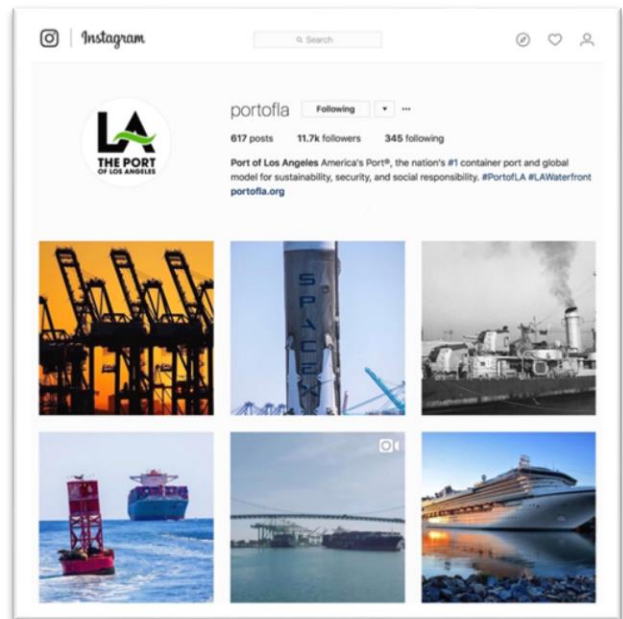 Instagram
Search
portofla Following
617 posts 11.7k followers 345 following
Port of Los Angeles America's Port®, the nation's #1 container port and global
model for sustainability, security, and social responsibility. #PortofLA #LAWaterfront
portofla.org
LA
THE PORT
OF LOS ANGELES
SPACEX